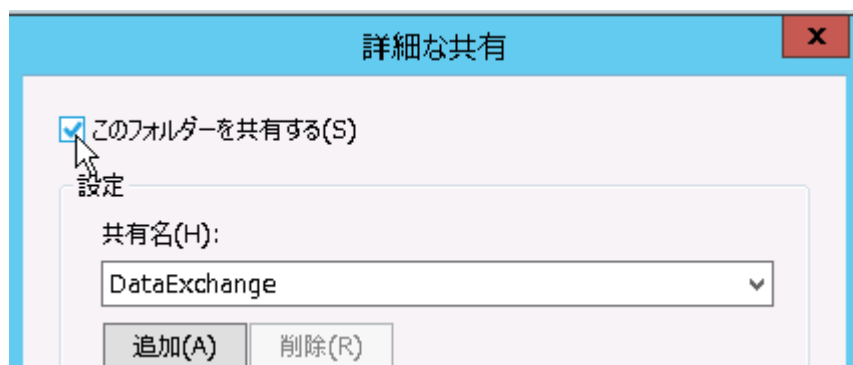 詳細な共有
x
このフォルダーを共有する(S)
設定
共有名(H):
DataExchange
追加(A) 削除(R)